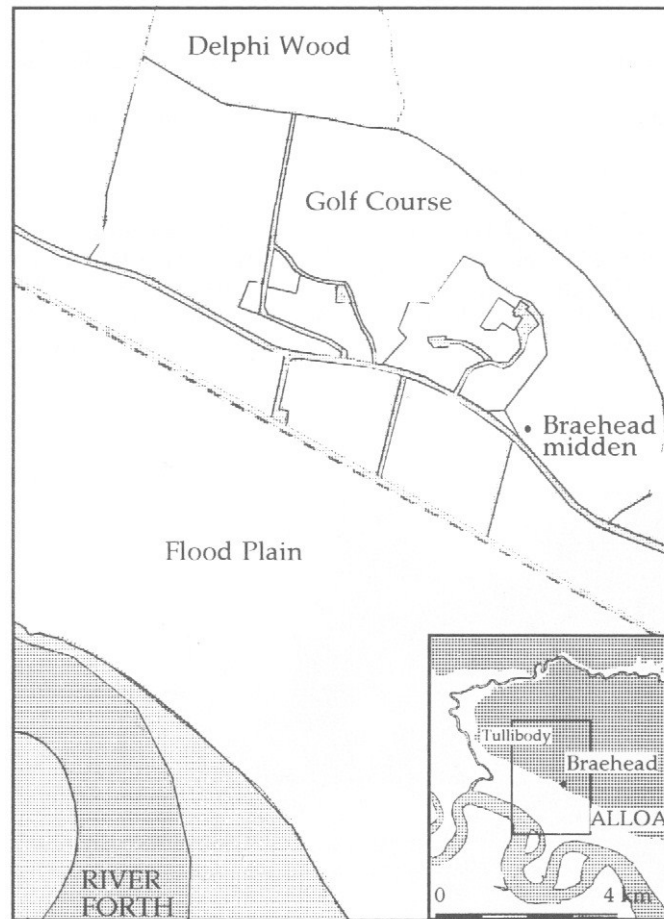 Delphi Wood
Golf Course
Braehead
midden
Flood Plain
RIVER
FORTH
Tullibody
Braehead
ALLOA
0 4 km